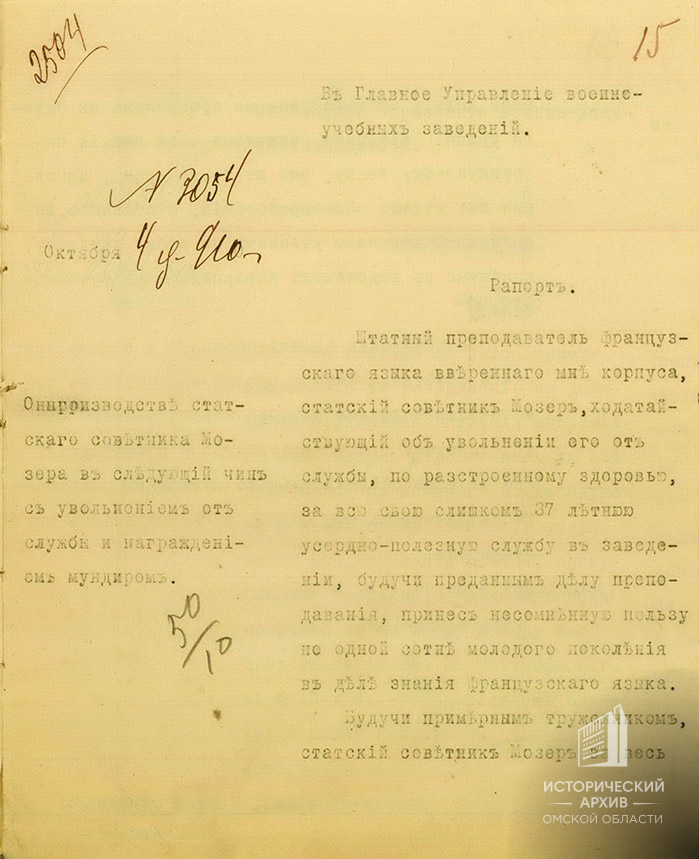 2504
15
Въ Главное Управленіе военно-
учебныхъ заведеній.
№ 3054
Октября 4 д. 910 г.
Рапортъ.
Штатный преподаватель француз-
скаго языка ввѣреннаго мнѣ корпуса,
статскій совѣтникъ Мозеръ, ходатай-
ствующій объ увольненіи его отъ
службы, по разстроенному здоровью,
за всю свою слишкомъ 37 лѣтнюю
усердно-полезную службу въ заведе-
ніи, будучи преданнымъ дѣлу препо-
даванія, принесъ несомнѣнную пользу
не одной сотнѣ молодого поколѣнія
въ дѣлѣ знанія французскаго языка.
Будучи примѣрнымъ труженикомъ,
статскій совѣтникъ Мозеръ за весь
производствѣ стат-
скаго совѣтника Мо-
зера въ слѣдующій чинъ
съ увольненіемъ отъ
службы и награжденi-
емъ мундиромъ.
50/10
ИСТОРИЧЕСКИЙ
АРХИВ
ОМСКОЙ ОБЛАСТИ